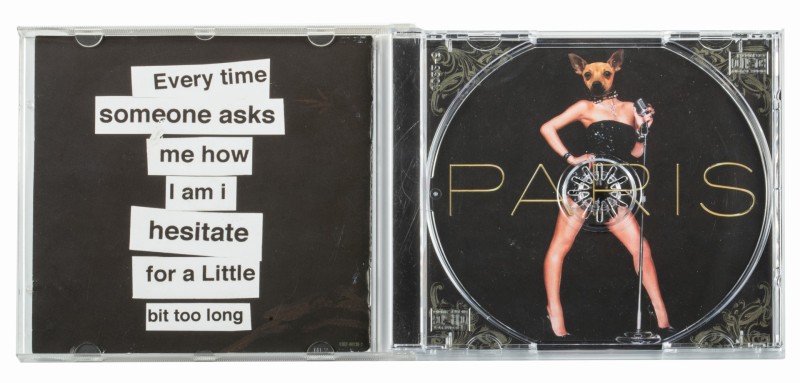 Every time
someone asks
me how
I am i
hesitate
for a Little
bit too long
PARIS